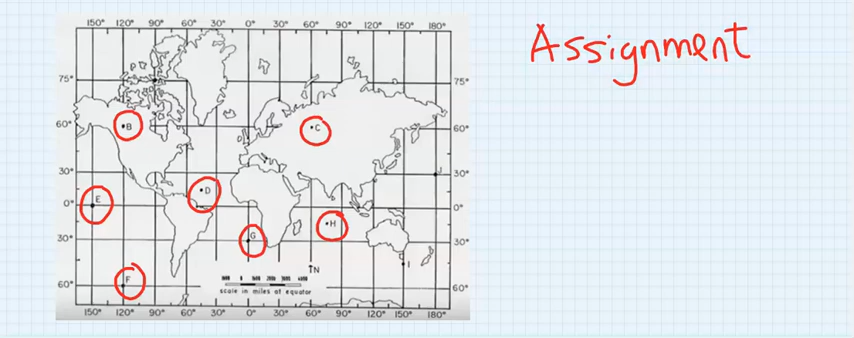 Assignment
150° 120° 90° 60° 30° 0° 30° 60° 90° 120° 150° 180°
75° 75°
60° B C 60°
30° J 30°
D
E
0° 0°
H
G
30° 30°
I
F
60° 60°
N
scale in miles at equator
150° 120° 90° 60° 30° 0° 30° 60° 90° 120° 150° 180°